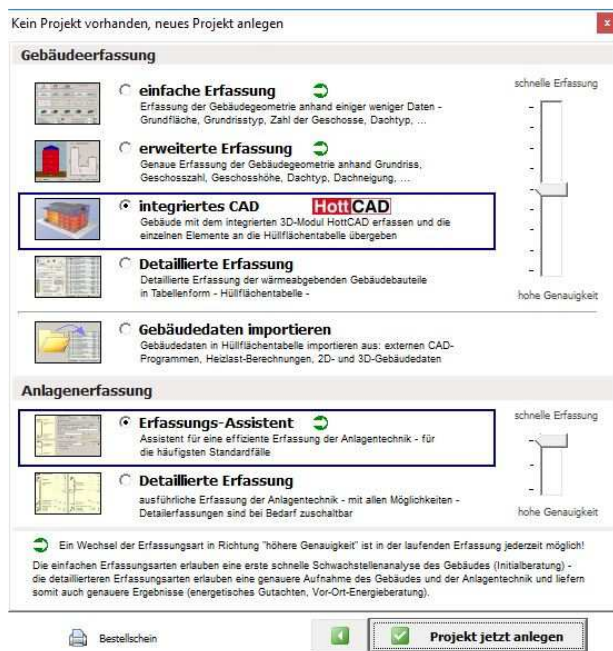 Kein Projekt vorhanden, neues Projekt anlegen
Gebäudeerfassung
einfache Erfassung
Erfassung der Gebäudegeometrie anhand einiger weniger Daten -
Grundfläche, Grundrisstyp, Zahl der Geschosse, Dachtyp, ...
schnelle Erfassung
erweiterte Erfassung
Genaue Erfassung der Gebäudegeometrie anhand Grundriss,
Geschosszahl, Geschosshöhe, Dachtyp, Dachneigung, ...
integriertes CAD
HottCAD
Gebäude mit dem integrierten 3D-Modul HottCAD erfassen und die
einzelnen Elemente an die Hüllflächentabelle übergeben
Detaillierte Erfassung
Detaillierte Erfassung der wärmeabgebenden Gebäudebauteile
in Tabellenform - Hüllflächentabelle -
hohe Genauigkeit
Gebäudedaten importieren
Gebäudedaten in Hüllflächentabelle importieren aus: externen CAD-
Programmen, Heizlast-Berechnungen, 2D- und 3D-Gebäudedaten
Anlagenerfassung
Erfassungs-Assistent
Assistent für eine effiziente Erfassung der Anlagentechnik - für
die häufigsten Standardfälle
schnelle Erfassung
Detaillierte Erfassung
ausführliche Erfassung der Anlagentechnik - mit allen Möglichkeiten -
Detailerfassungen sind bei Bedarf zuschaltbar
hohe Genauigkeit
Ein Wechsel der Erfassungsart in Richtung "höhere Genauigkeit" ist in der laufenden Erfassung jederzeit möglich!
Die einfachen Erfassungsarten erlauben eine erste schnelle Schwachstellenanalyse des Gebäudes (Initialberatung) -
die detaillierteren Erfassungsarten erlauben eine genauere Aufnahme des Gebäudes und der Anlagentechnik und liefern
somit auch genauere Ergebnisse (energetisches Gutachten, Vor-Ort-Energieberatung).
Bestellschein
Projekt jetzt anlegen